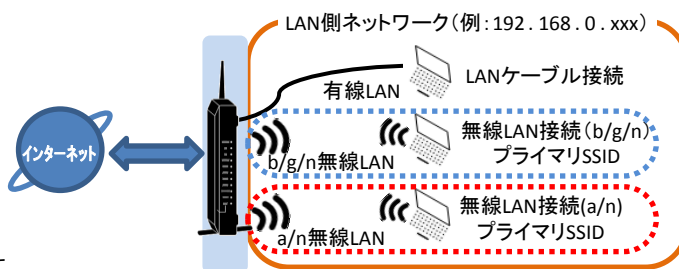 LAN側ネットワーク(例:192.168.0.xxx)
LANケーブル接続
有線LAN
インターネット
無線LAN接続(b/g/n)
プライマリSSID
b/g/n無線LAN
無線LAN接続(a/n)
プライマリSSID
a/n無線LAN